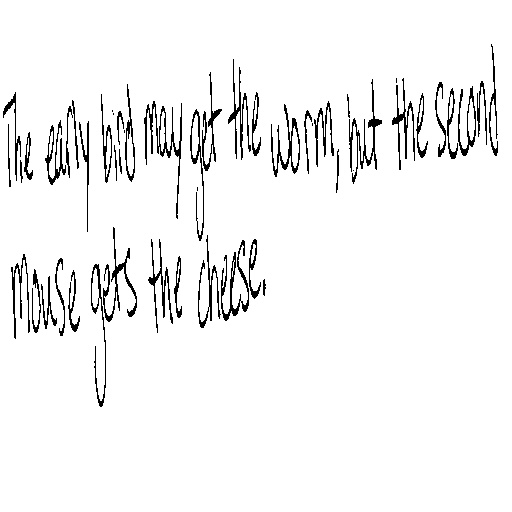 The early bird may get the worm, but the second
mouse gets the cheese.